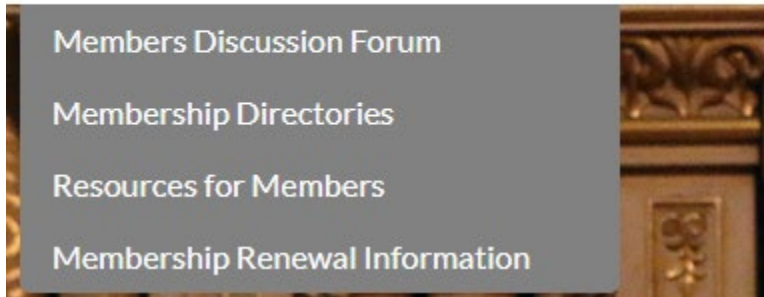 Members Discussion Forum
Membership Directories
Resources for Members
Membership Renewal Information